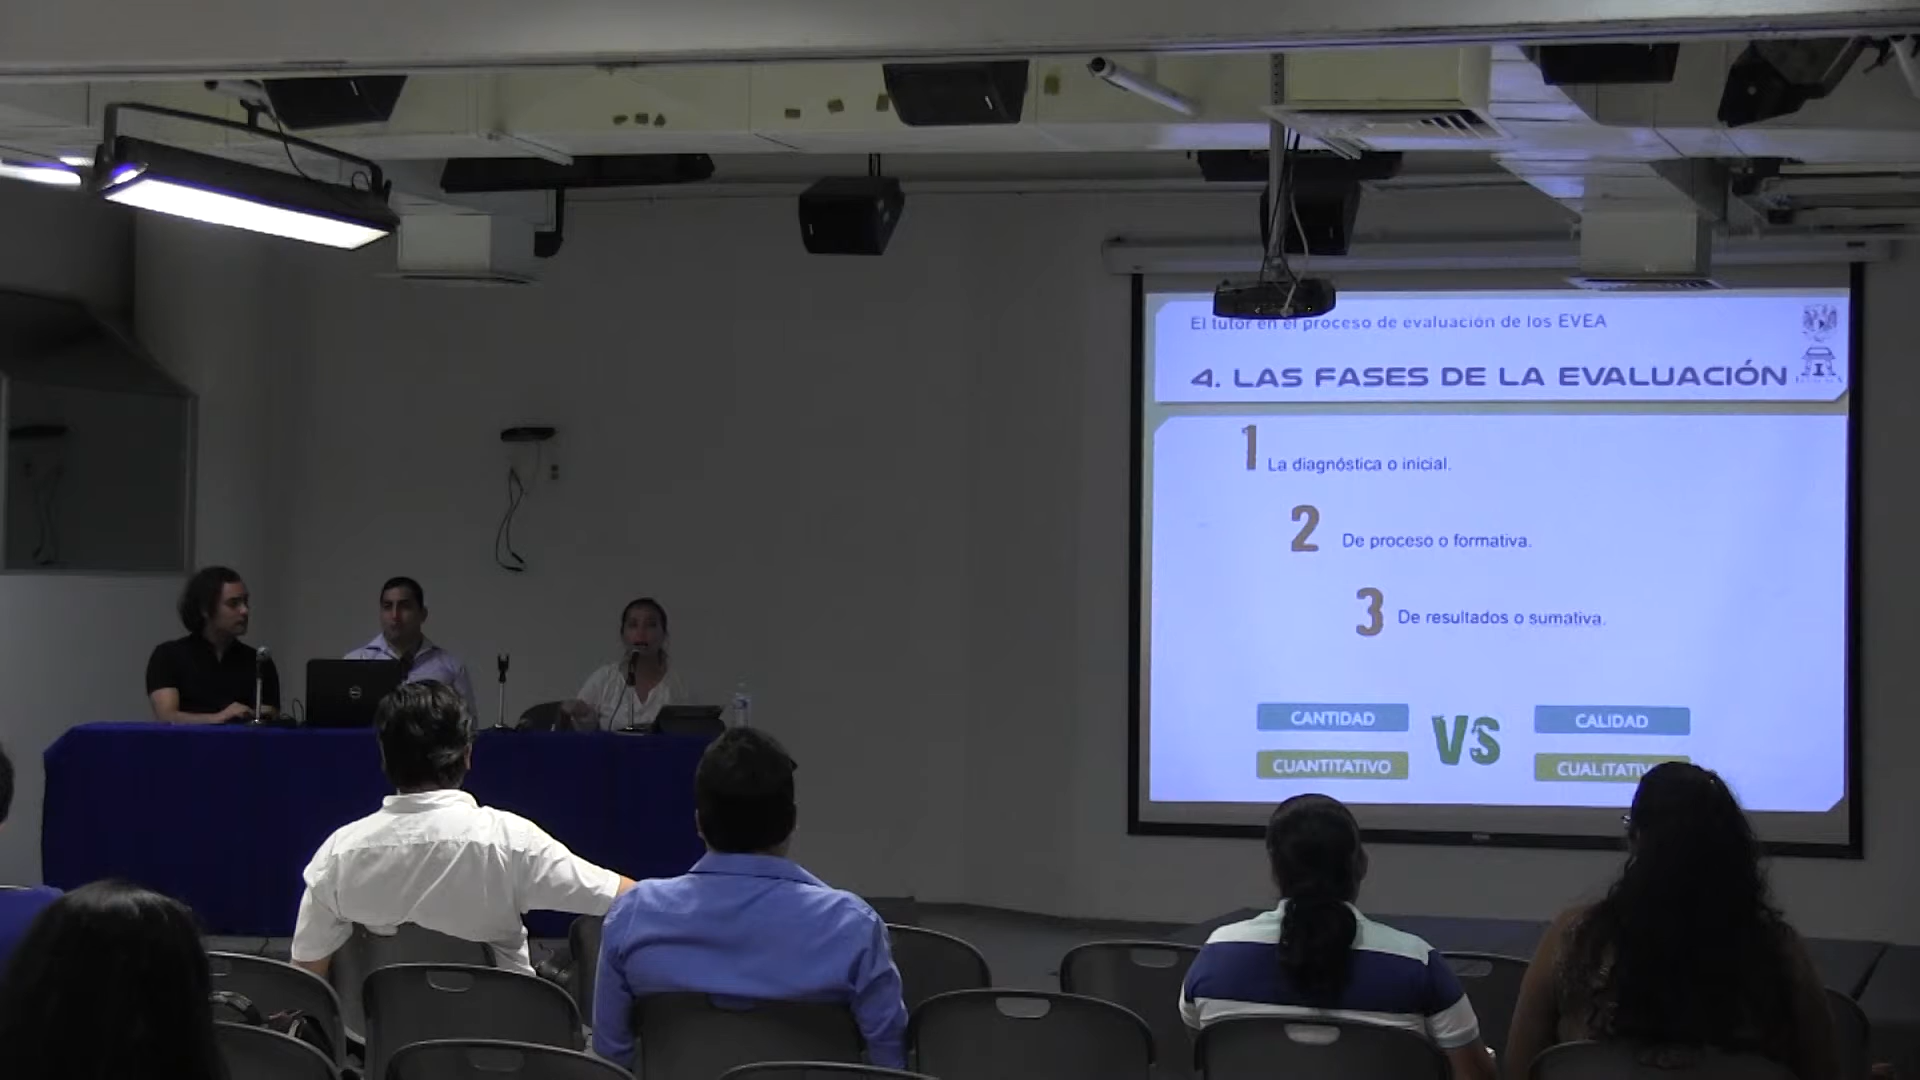 El tutor en el proceso de evaluación de los EVEA
4. LAS FASES DE LA EVALUACIÓN
1 La diagnóstica o inicial.
2 De proceso o formativa.
3 De resultados o sumativa.
CANTIDAD VS CALIDAD
CUANTITATIVO
DELL